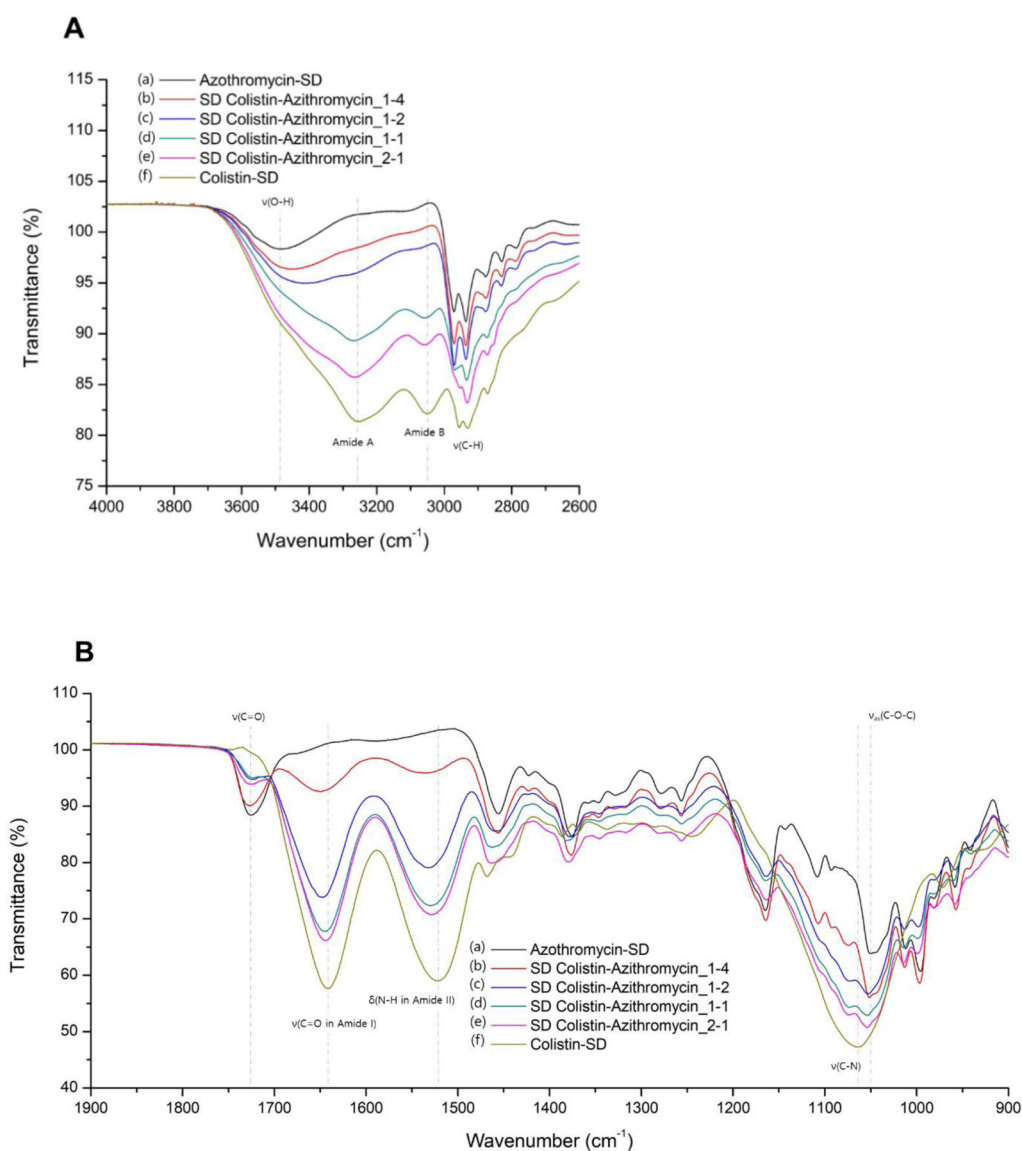 A
115
110
105
100
95
90
85
80
75
Transmittance (%)
(a) Azothromycin-SD
(b) SD Colistin-Azithromycin_1-4
(c) SD Colistin-Azithromycin_1-2
(d) SD Colistin-Azithromycin_1-1
(e) SD Colistin-Azithromycin_2-1
(f) Colistin-SD
ν(O-H)
Amide A
Amide B
ν(C-H)
4000 3800 3600 3400 3200 3000 2800 2600
Wavenumber (cm⁻¹)
B
110
100
90
80
70
60
50
40
Transmittance (%)
ν(C=O)
νas(C-O-C)
δ(N-H in Amide II)
ν(C=O in Amide I)
ν(C-N)
(a) Azothromycin-SD
(b) SD Colistin-Azithromycin_1-4
(c) SD Colistin-Azithromycin_1-2
(d) SD Colistin-Azithromycin_1-1
(e) SD Colistin-Azithromycin_2-1
(f) Colistin-SD
1900 1800 1700 1600 1500 1400 1300 1200 1100 1000 900
Wavenumber (cm⁻¹)